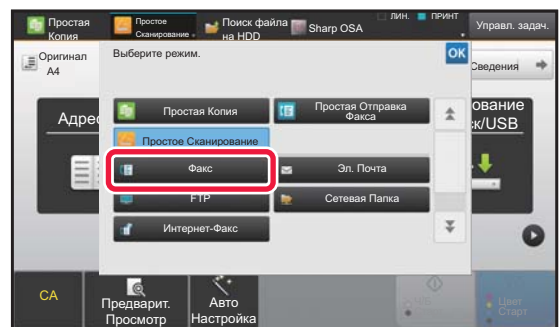 Простая
Копия
Простое
Сканирование
Поиск файла
на HDD
Sharp OSA
ЛИН.
ПРИНТ
Управл. задач.
Оригинал
A4
Выберите режим.
OK
Сведения
Простая Копия
Простая Отправка
Факса
Простое Сканирование
Факс
Эл. Почта
FTP
Сетевая Папка
Интернет-Факс
Адрес
ование
ск/USB
CA
Предварит.
Просмотр
Авто
Настройка
Цвет
Старт